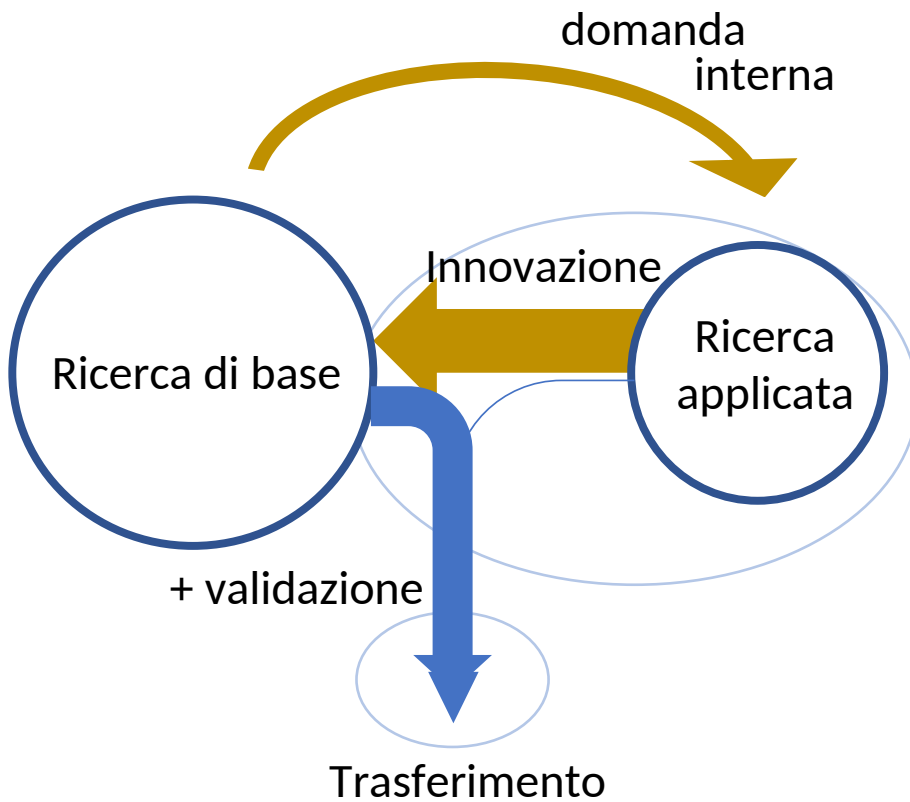 domanda
interna
Innovazione
Ricerca di base
Ricerca
applicata
+ validazione
Trasferimento